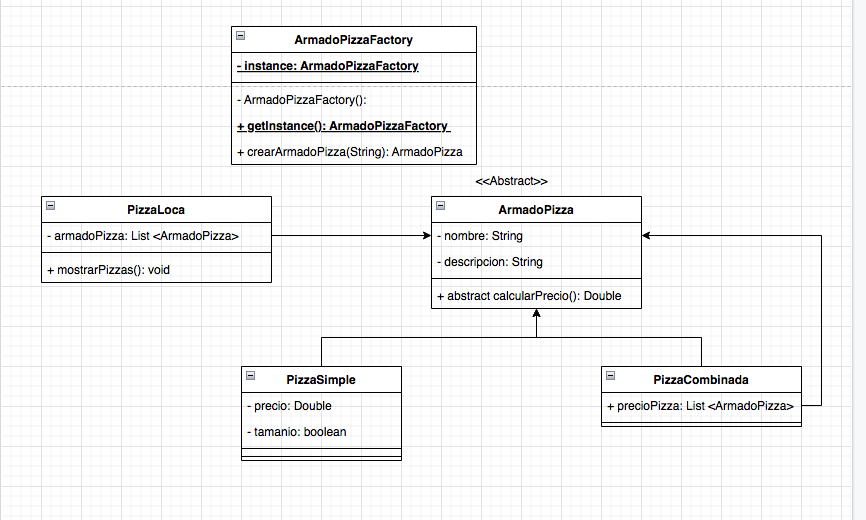 ArmadoPizzaFactory
- instance: ArmadoPizzaFactory
- ArmadoPizzaFactory():
+ getInstance(): ArmadoPizzaFactory
+ crearArmadoPizza(String): ArmadoPizza
<<Abstract>>
PizzaLoca
- armadoPizza: List <ArmadoPizza>
+ mostrarPizzas(): void
ArmadoPizza
- nombre: String
- descripcion: String
+ abstract calcularPrecio(): Double
PizzaSimple
- precio: Double
- tamanio: boolean
PizzaCombinada
+ precioPizza: List <ArmadoPizza>